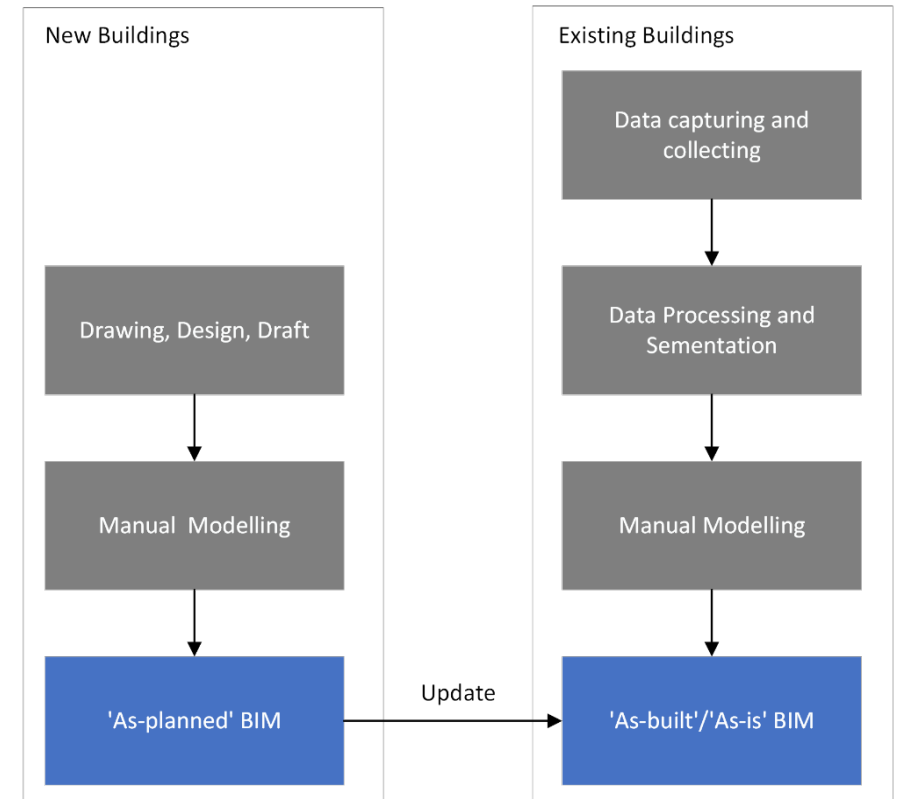 New Buildings
Drawing, Design, Draft
Manual  Modelling
'As-planned' BIM
Update
Existing Buildings
Data capturing and
collecting
Data Processing and
Sementation
Manual Modelling
'As-built'/'As-is' BIM